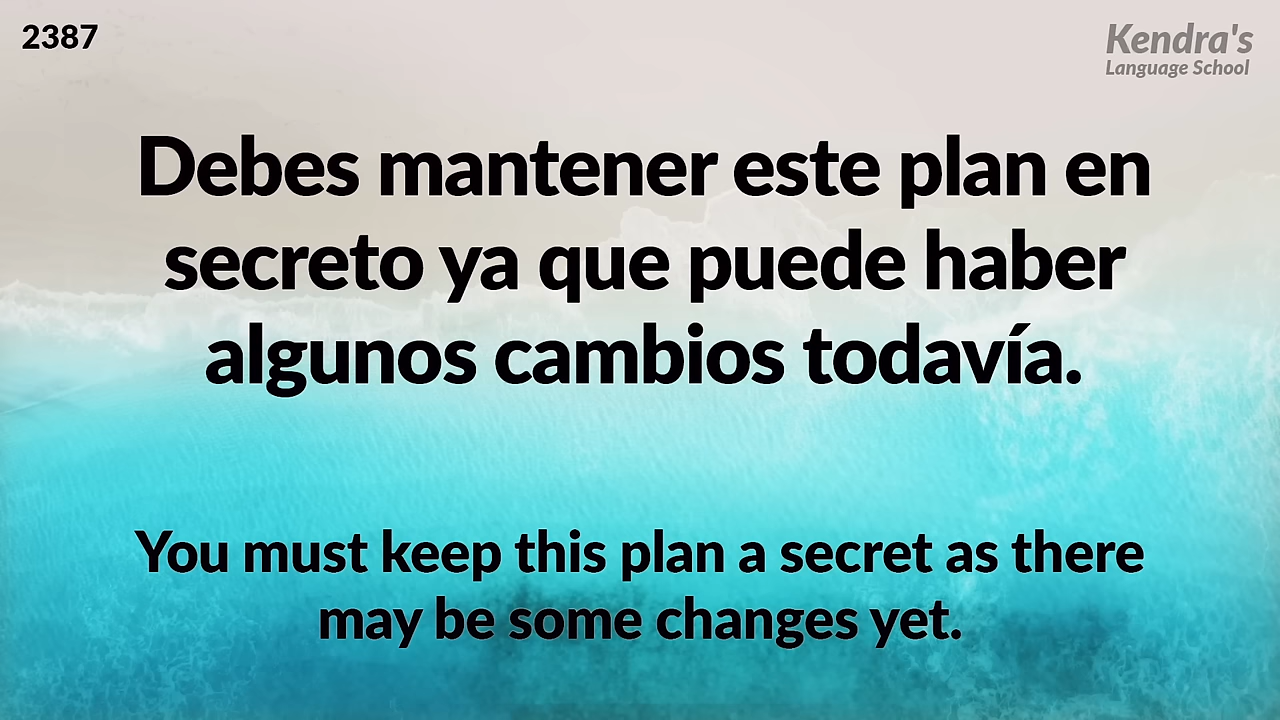 2387
Kendra's
Language School
Debes mantener este plan en
secreto ya que puede haber
algunos cambios todavía.
You must keep this plan a secret as there
may be some changes yet.